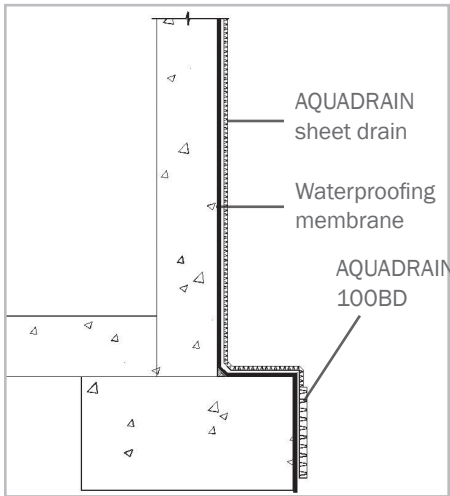 AQUADRAIN
sheet drain
Waterproofing
membrane
AQUADRAIN
100BD